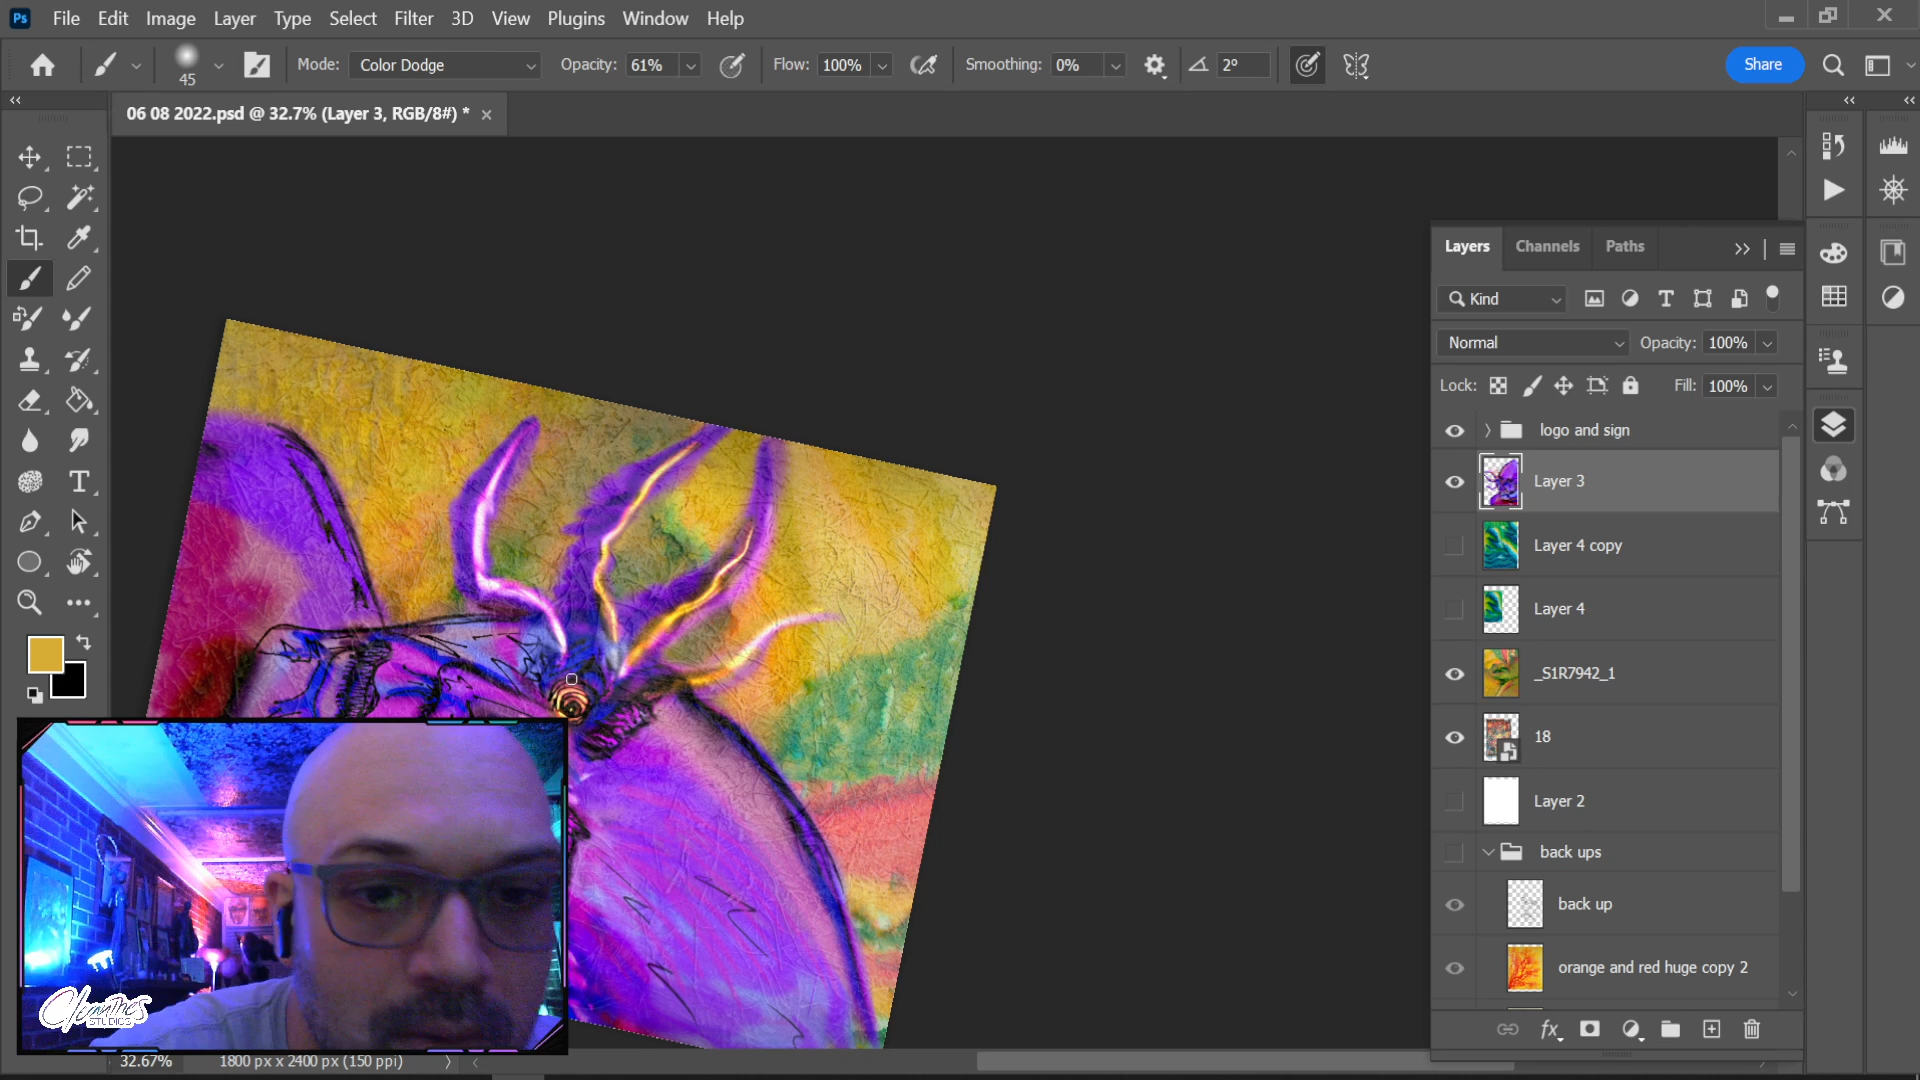 Ps File Edit Image Layer Type Select Filter 3D View Plugins Window Help
45 Mode: Color Dodge Opacity: 61% Flow: 100% Smoothing: 0% 2° Share
06 08 2022.psd @ 32.7% (Layer 3, RGB/8#) *
Layers Channels Paths
Kind
Normal Opacity: 100%
Lock: Fill: 100%
logo and sign
Layer 3
Layer 4 copy
Layer 4
_S1R7942_1
18
Layer 2
back ups
back up
orange and red huge copy 2
fx
STUDIOS
32.67% 1800 px x 2400 px (150 ppi)